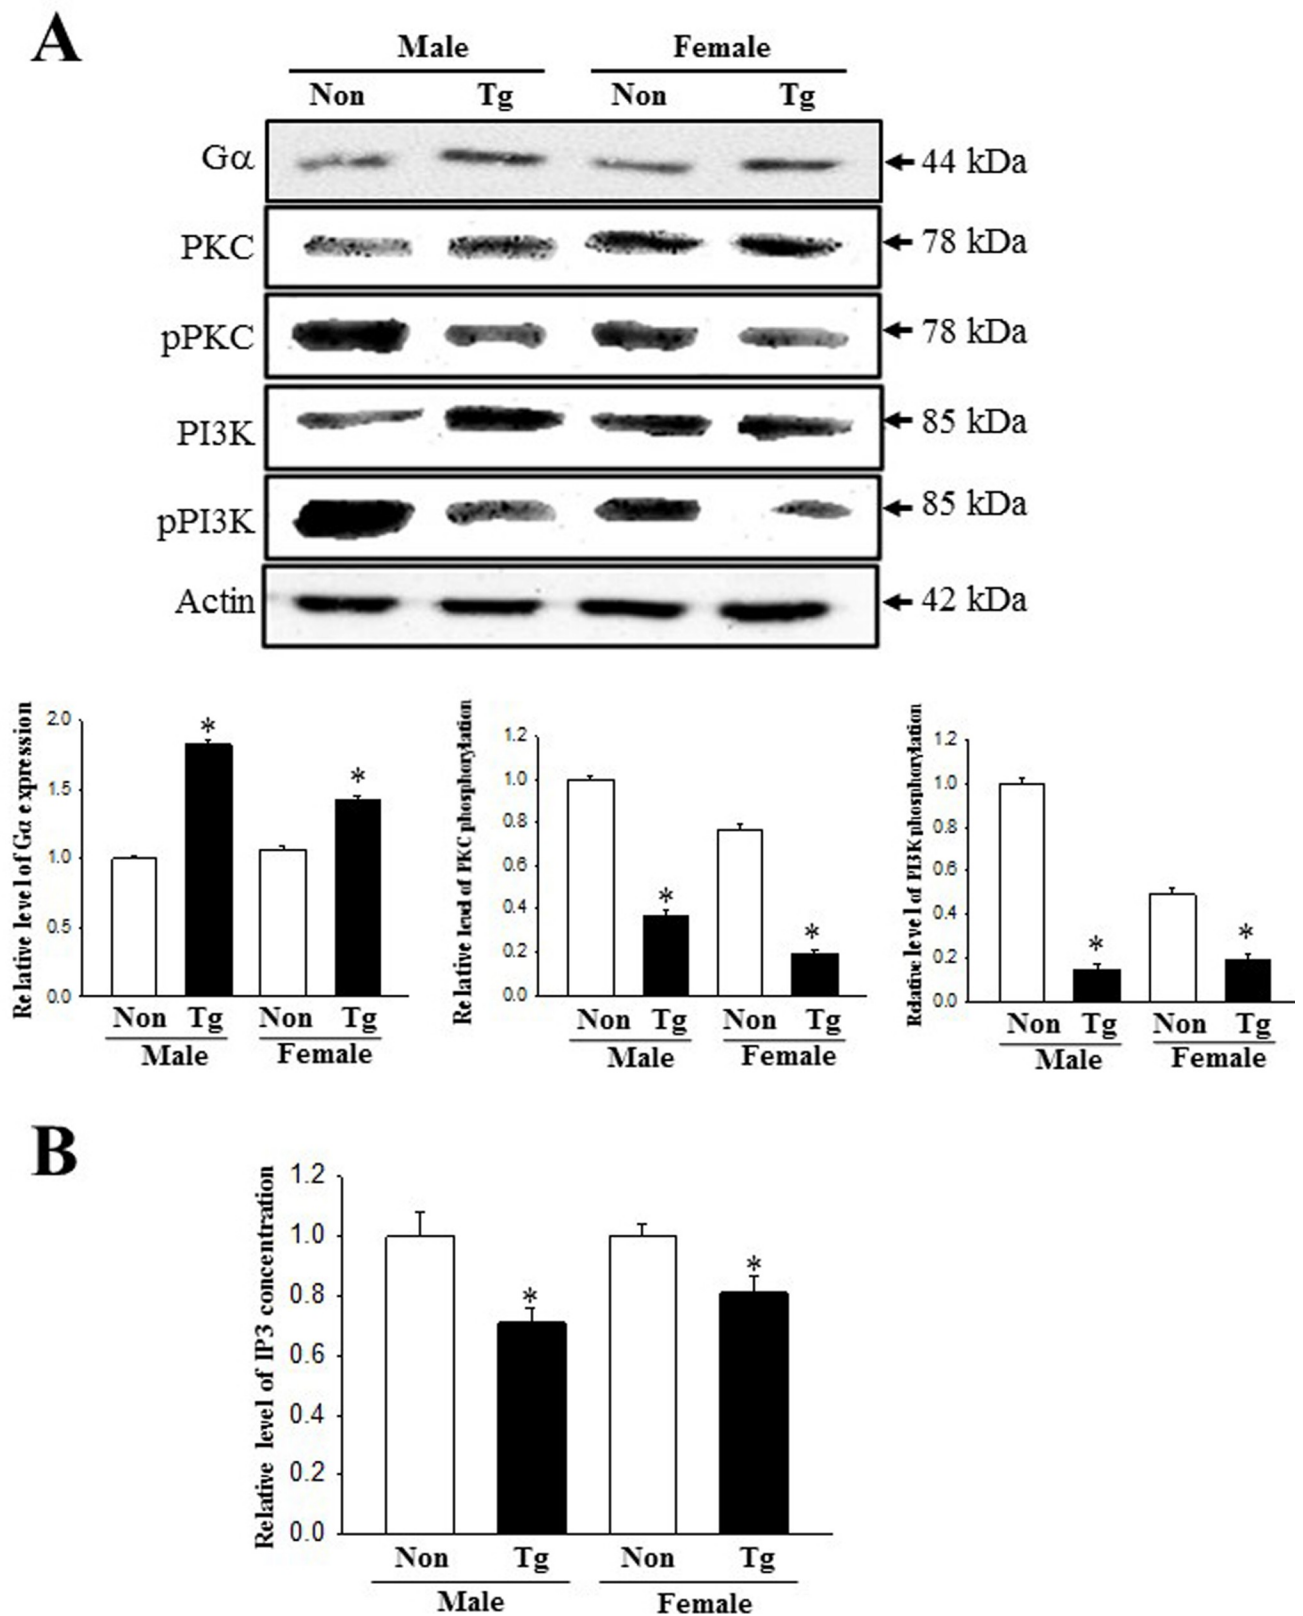 A
Male Female
Non Tg Non Tg
Gα 44 kDa
PKC 78 kDa
pPKC 78 kDa
PI3K 85 kDa
pPI3K 85 kDa
Actin 42 kDa
Relative level of Gα expression
2.0
1.5
1.0
0.5
0.0
* *
Non Tg Non Tg
Male Female
Relative level of PKC phosphorylation
1.2
1.0
0.8
0.6
0.4
0.2
0.0
* *
Non Tg Non Tg
Male Female
Relative level of PI3K phosphorylation
1.2
1.0
0.8
0.6
0.4
0.2
0.0
* *
Non Tg Non Tg
Male Female
B
Relative level of IP3 concentration
1.2
1.0
0.8
0.6
0.4
0.2
0.0
* *
Non Tg Non Tg
Male Female